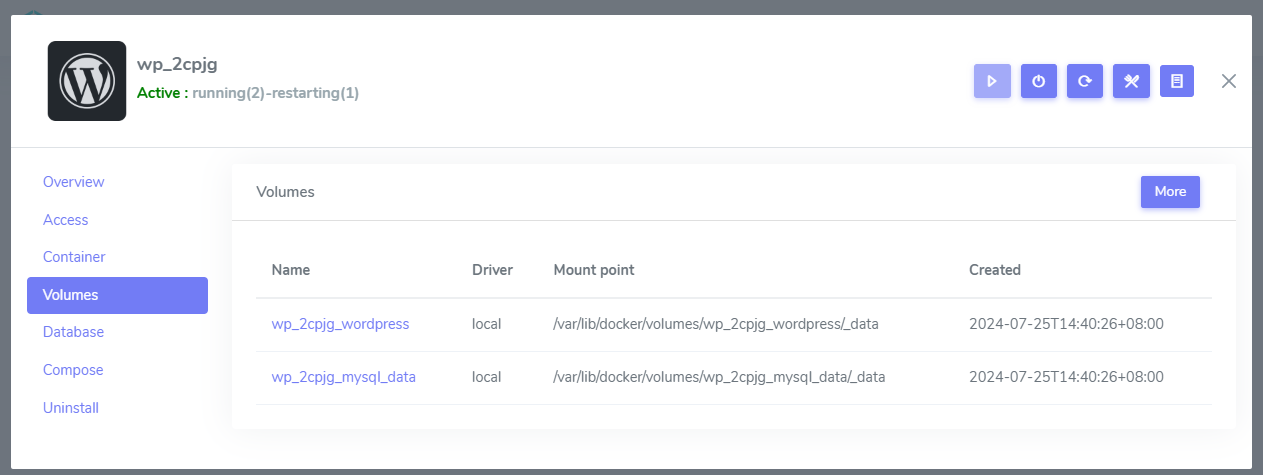 wp_2cpjg
Active : running(2)-restarting(1)
Overview
Access
Container
Volumes
Database
Compose
Uninstall
Volumes More
Name Driver Mount point Created
wp_2cpjg_wordpress local /var/lib/docker/volumes/wp_2cpjg_wordpress/_data 2024-07-25T14:40:26+08:00
wp_2cpjg_mysql_data local /var/lib/docker/volumes/wp_2cpjg_mysql_data/_data 2024-07-25T14:40:26+08:00